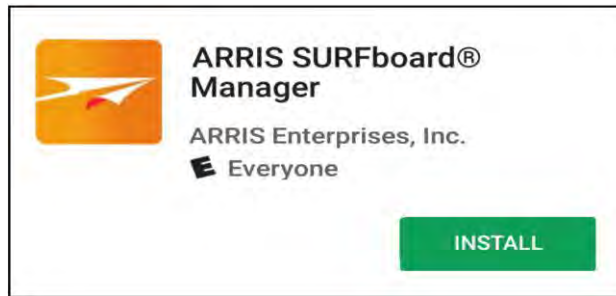 ARRIS SURFboard®
Manager
ARRIS Enterprises, Inc.
E Everyone
INSTALL